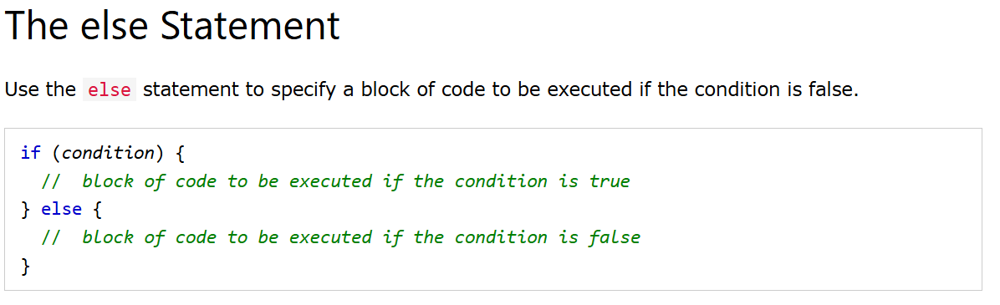 The else Statement
Use the else statement to specify a block of code to be executed if the condition is false.
if (condition) {
  //  block of code to be executed if the condition is true
} else {
  //  block of code to be executed if the condition is false
}